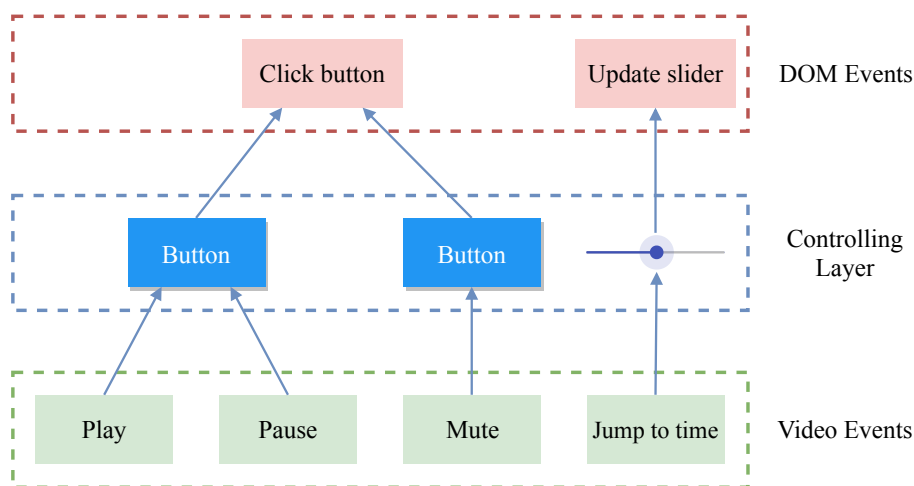 Click button
Update slider
DOM Events
Button
Button
Controlling
Layer
Play
Pause
Mute
Jump to time
Video Events